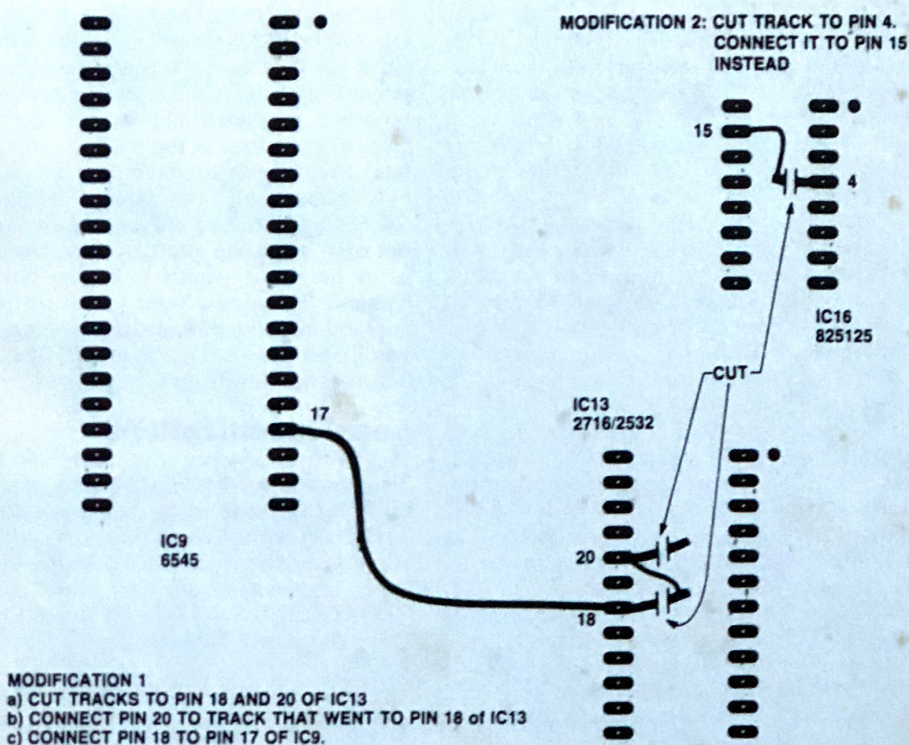 MODIFICATION 2: CUT TRACK TO PIN 4.
CONNECT IT TO PIN 15
INSTEAD
15
4
IC16
825125
CUT
IC13
2716/2532
17
20
18
IC9
6545
MODIFICATION 1
a) CUT TRACKS TO PIN 18 AND 20 OF IC13
b) CONNECT PIN 20 TO TRACK THAT WENT TO PIN 18 of IC13
c) CONNECT PIN 18 TO PIN 17 OF IC9.